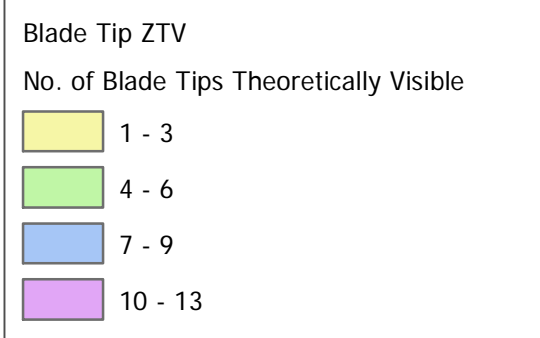 Blade Tip ZTV
No. of Blade Tips Theoretically Visible
1 - 3
4 - 6
7 - 9
10 - 13